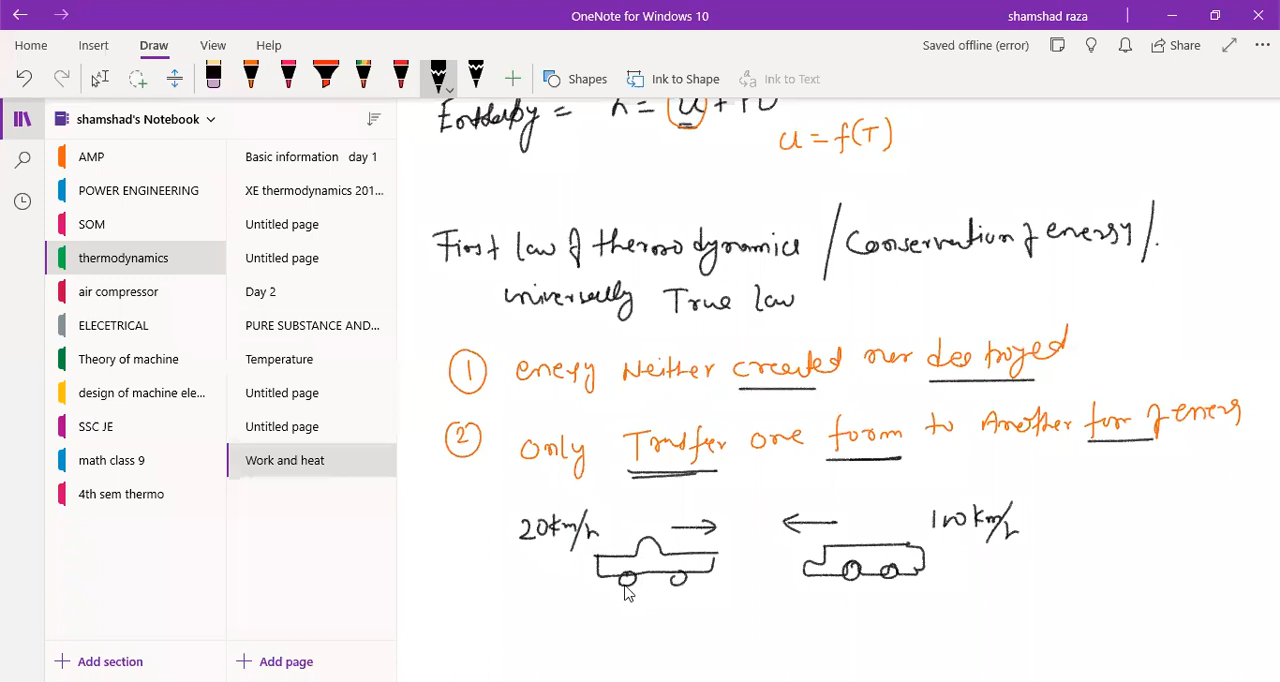 OneNote for Windows 10
shamshad raza
Home Insert Draw View Help
Saved offline (error)
Share
Shapes
Ink to Shape
Ink to Text
shamshad's Notebook
AMP
POWER ENGINEERING
SOM
thermodynamics
air compressor
ELECETRICAL
Theory of machine
design of machine ele...
SSC JE
math class 9
4th sem thermo
Add section
Basic information day 1
XE thermodynamics 201...
Untitled page
Untitled page
Day 2
PURE SUBSTANCE AND...
Temperature
Untitled page
Untitled page
Work and heat
Add page
Enthalpy = h = u + PV
u = f(T)
First law of thermo dynamics / Conservation of energy /.
universally True law
① energy Neither created nor destroyed
② only Trasfer one form to Another for of energy
20km/h
100km/h